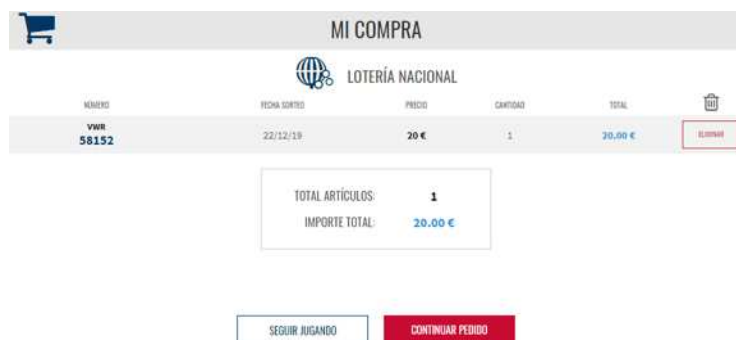 MI COMPRA
LOTERÍA NACIONAL
NÚMERO FECHA SORTEO PRECIO CANTIDAD TOTAL
VWR
58152 22/12/19 20 € 1 20.00 € ELIMINAR
TOTAL ARTÍCULOS: 1
IMPORTE TOTAL: 20.00 €
SEGUIR JUGANDO CONTINUAR PEDIDO